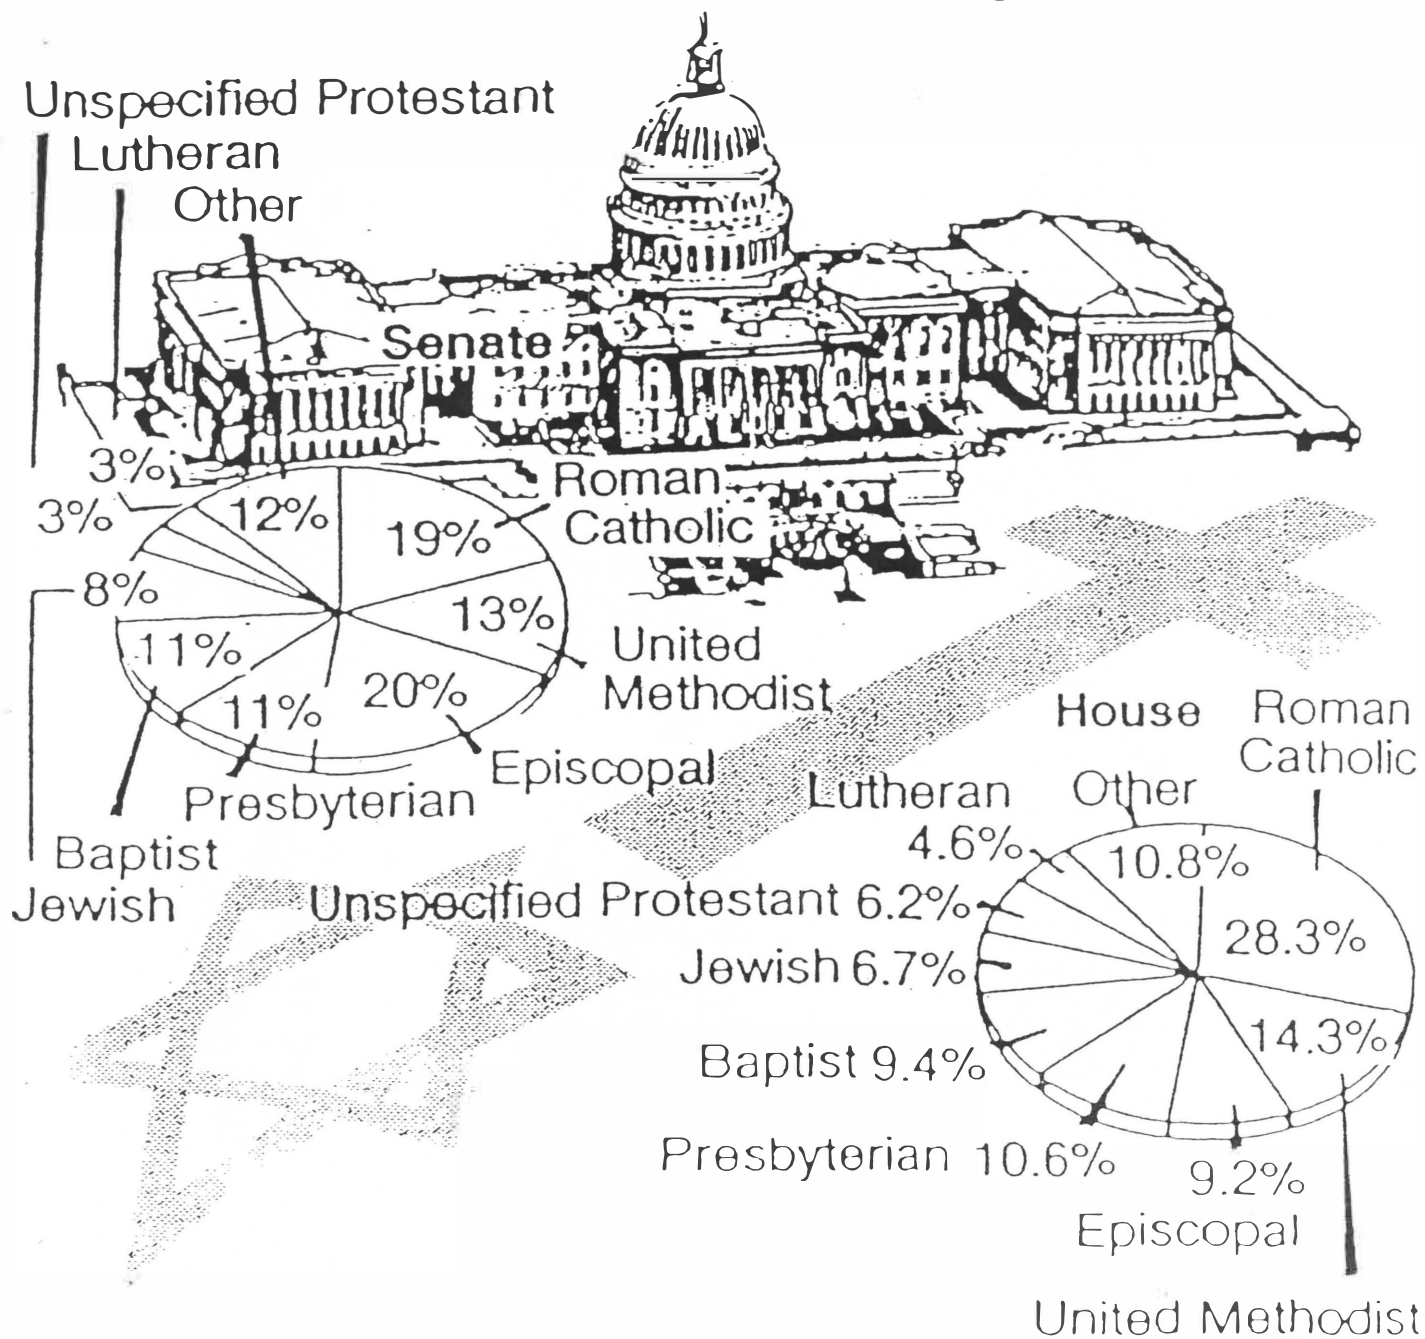 Unspecified Protestant
Lutheran
Other
Senate
3%
3%
12%
19%
Roman
Catholic
8%
13%
11%
United
Methodist
20%
11%
Episcopal
Presbyterian
Baptist
Jewish
House
Roman
Catholic
Lutheran
Other
4.6%
10.8%
Unspecified Protestant 6.2%
28.3%
Jewish 6.7%
14.3%
Baptist 9.4%
Presbyterian 10.6%
9.2%
Episcopal
United Methodist